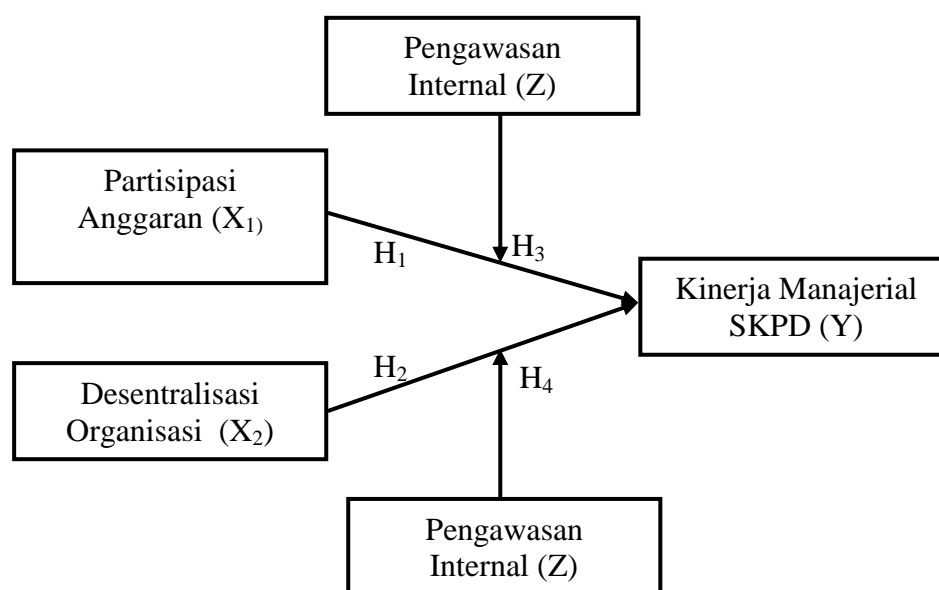 Pengawasan
Internal (Z)
Partisipasi
Anggaran (X₁₎
H₁
H₃
Kinerja Manajerial
SKPD (Y)
H₂
H₄
Desentralisasi
Organisasi (X₂)
Pengawasan
Internal (Z)